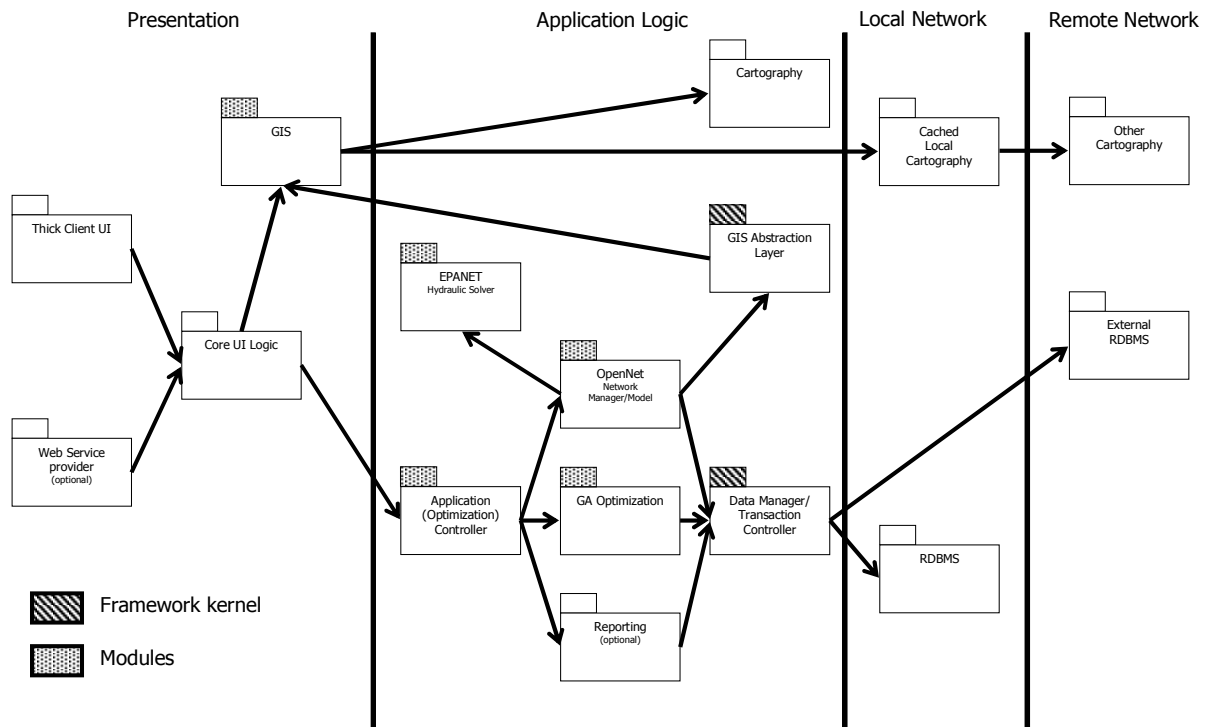 Presentation
Application Logic
Local Network
Remote Network
Cartography
GIS
Cached
Local
Cartography
Other
Cartography
Thick Client UI
GIS Abstraction
Layer
EPANET
Hydraulic Solver
Core UI Logic
External
RDBMS
OpenNet
Network
Manager/Model
Web Service
provider
(optional)
Application
(Optimization)
Controller
GA Optimization
Data Manager/
Transaction
Controller
RDBMS
Reporting
(optional)
Framework kernel
Modules